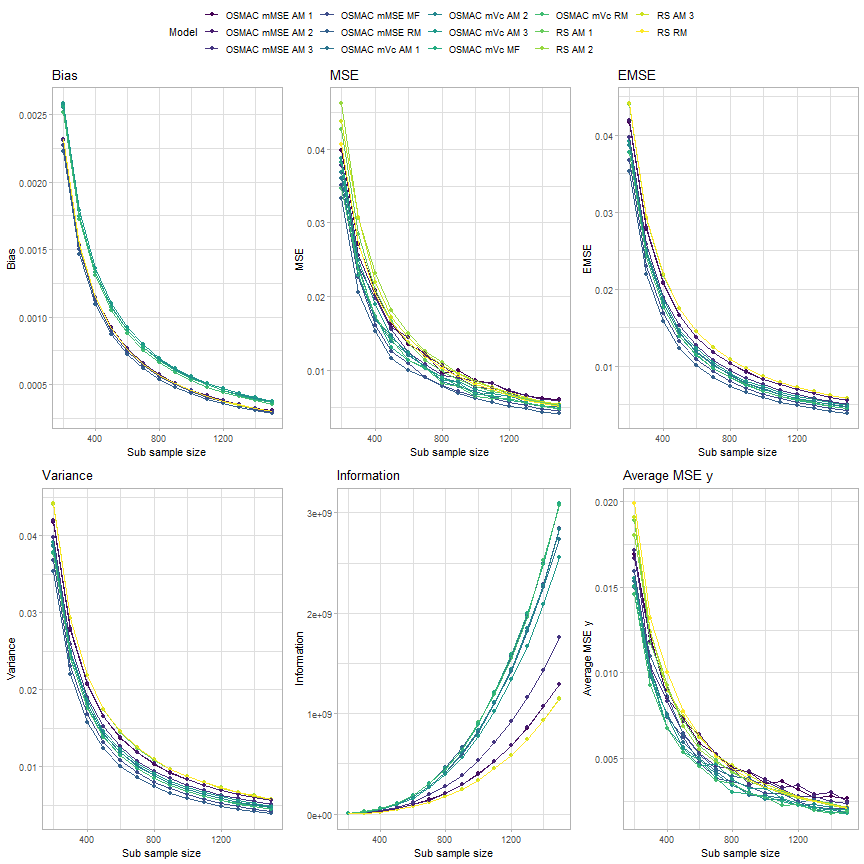 OSMAC mMSE AM 1 OSMAC mMSE MF OSMAC mVc AM 2 OSMAC mVc RM RS AM 3
Model OSMAC mMSE AM 2 OSMAC mMSE RM OSMAC mVc AM 3 RS AM 1 RS RM
OSMAC mMSE AM 3 OSMAC mVc AM 1 OSMAC mVc MF RS AM 2
Bias
Bias
0.0025
0.0020
0.0015
0.0010
0.0005
400 800 1200
Sub sample size
MSE
MSE
0.04
0.03
0.02
0.01
400 800 1200
Sub sample size
EMSE
EMSE
0.04
0.03
0.02
0.01
400 800 1200
Sub sample size
Variance
Variance
0.04
0.03
0.02
0.01
400 800 1200
Sub sample size
Information
Information
3e+09
2e+09
1e+09
0e+00
400 800 1200
Sub sample size
Average MSE y
Average MSE y
0.020
0.015
0.010
0.005
400 800 1200
Sub sample size